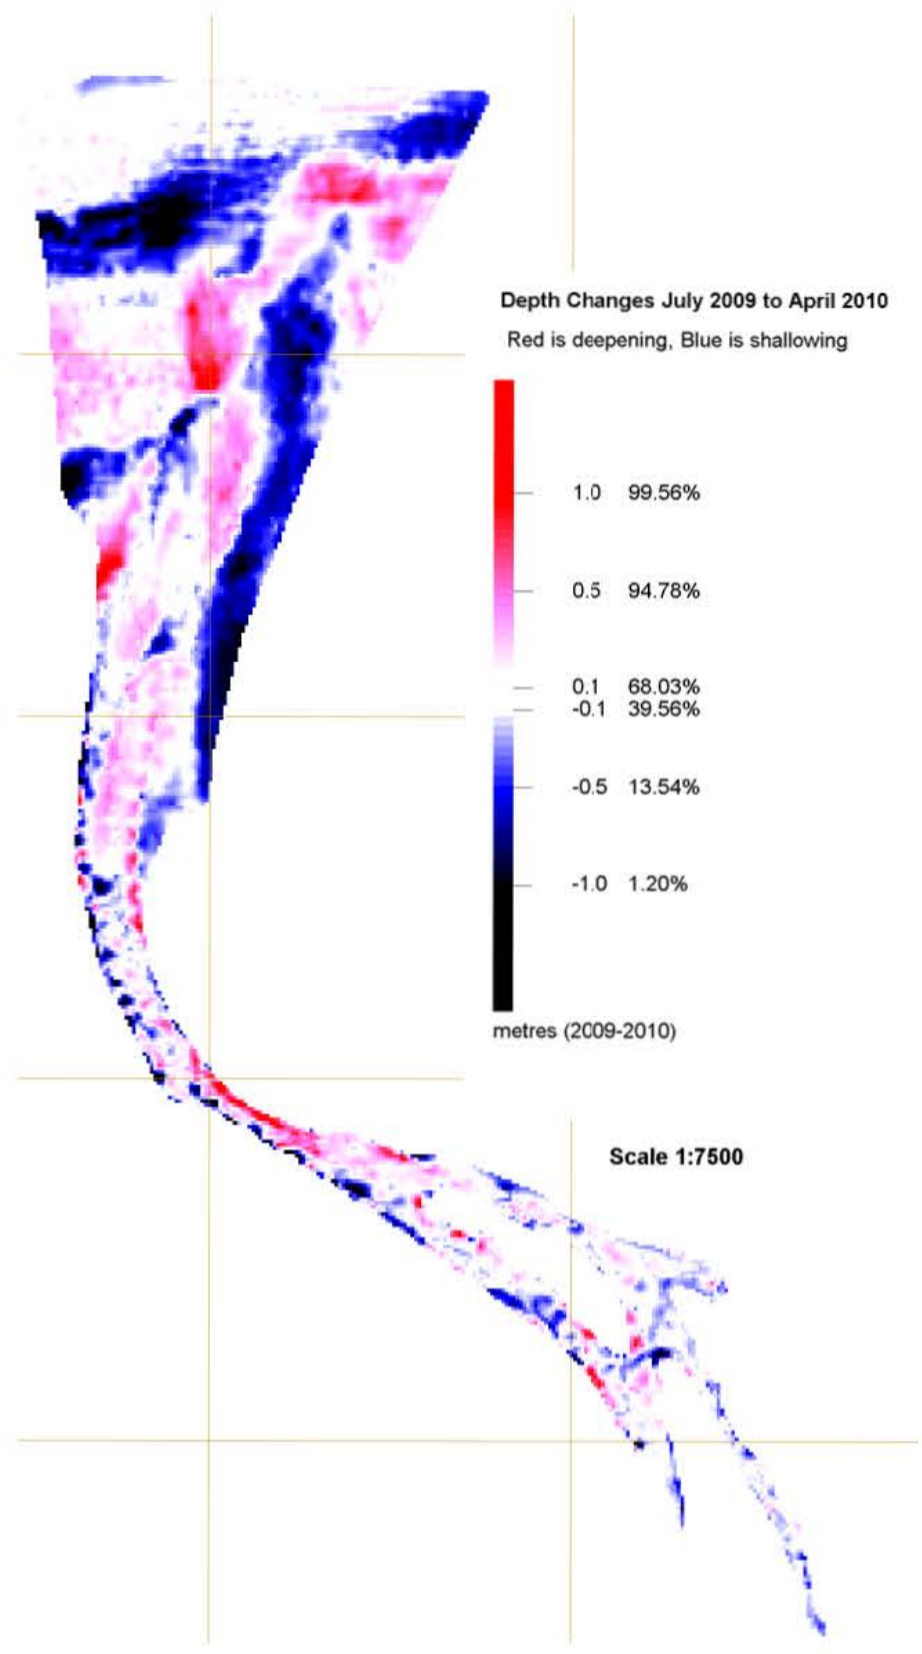 Depth Changes July 2009 to April 2010
Red is deepening, Blue is shallowing
1.0 99.56%
0.5 94.78%
0.1 68.03%
-0.1 39.56%
-0.5 13.54%
-1.0 1.20%
metres (2009-2010)
Scale 1:7500